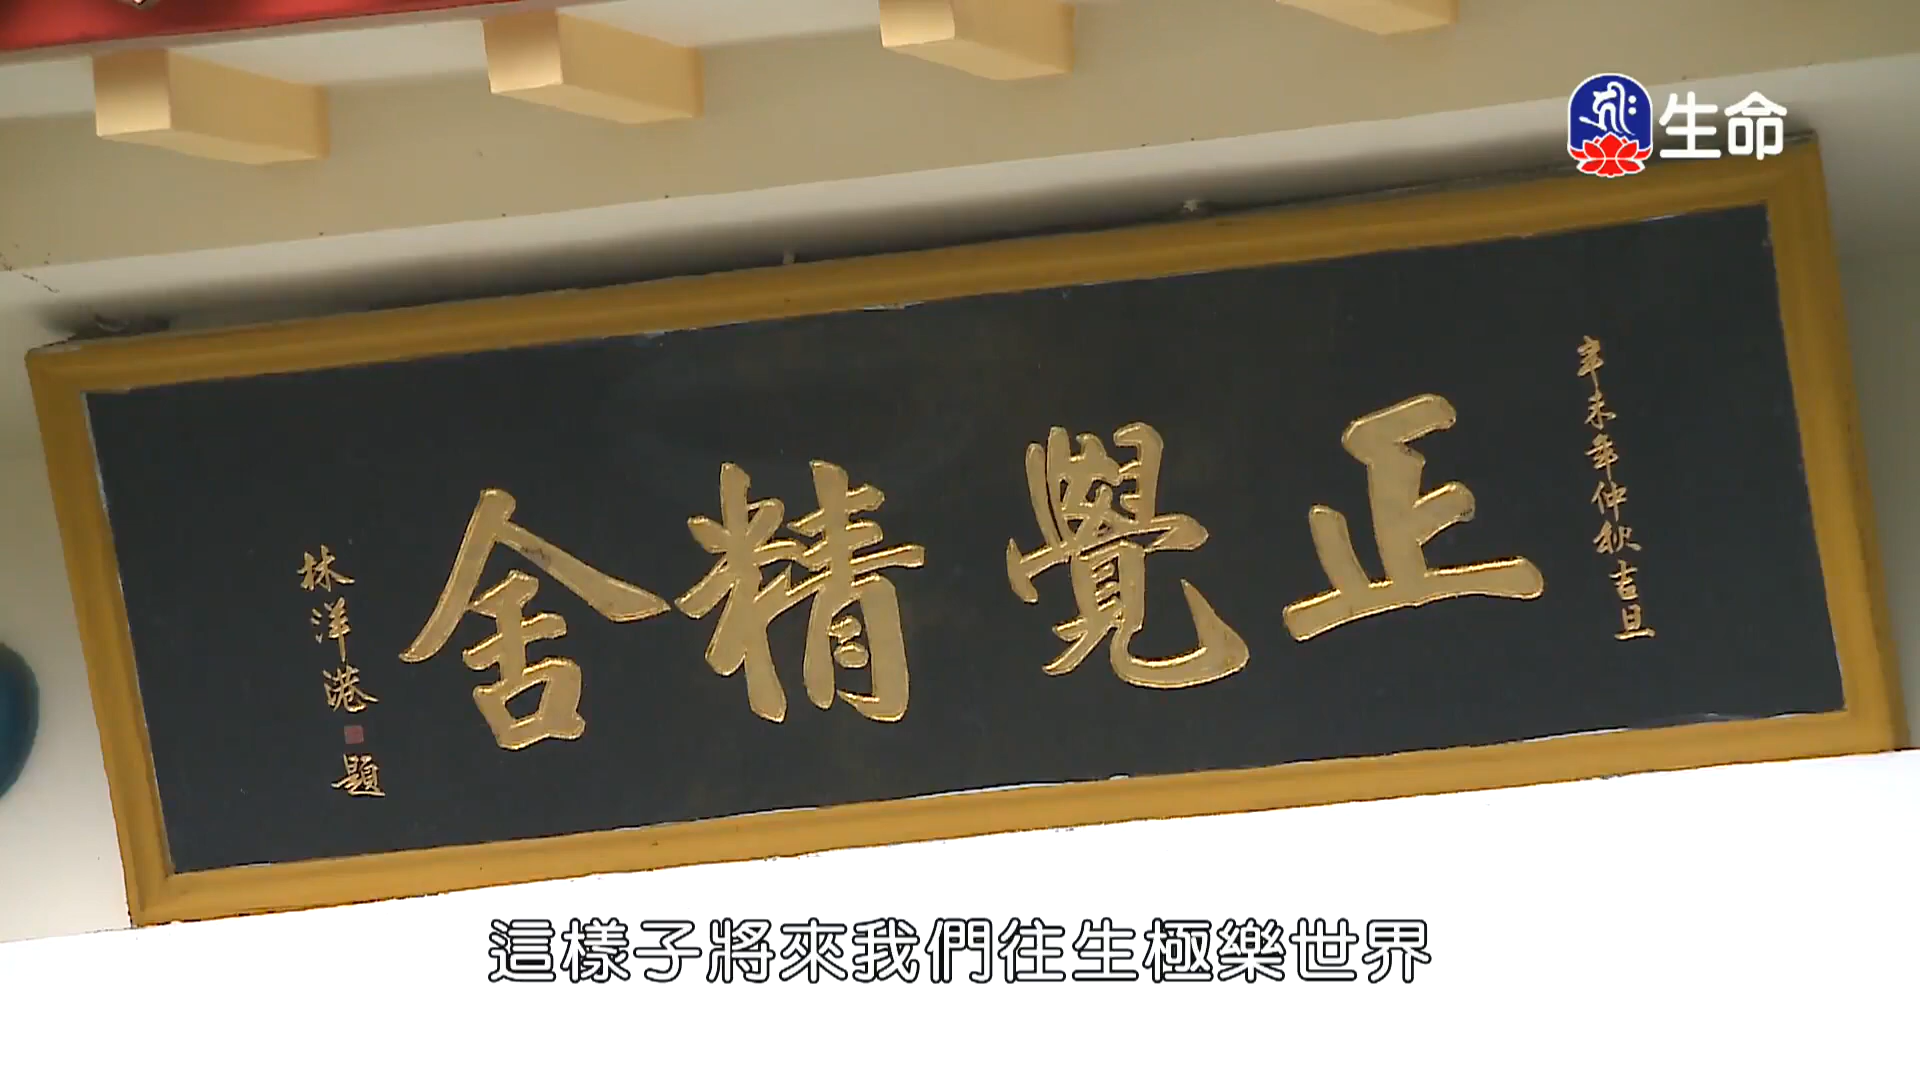 生命
辛未年仲秋吉旦
正覺精舍
林洋港
題
這樣子將來我們往生極樂世界